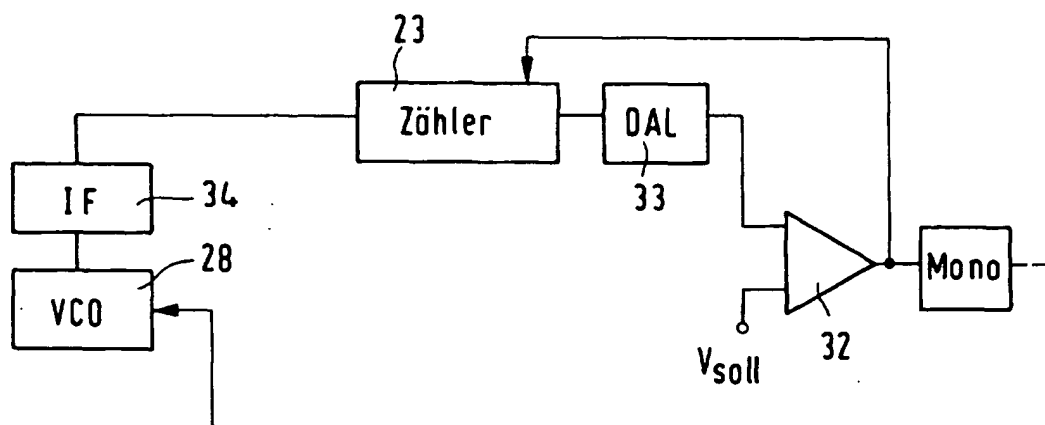 23
Zähler
DAL
33
IF
34
28
VCO
Mono
32
Vsoll